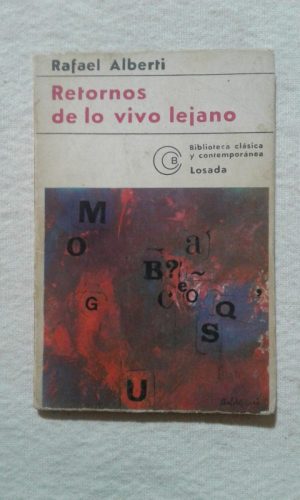 Rafael Alberti
Retornos
de lo vivo lejano
B
Biblioteca clásica
y contemporánea
Losada
M
a
O
B?
~
G
c
e
O
Q
,
S
U